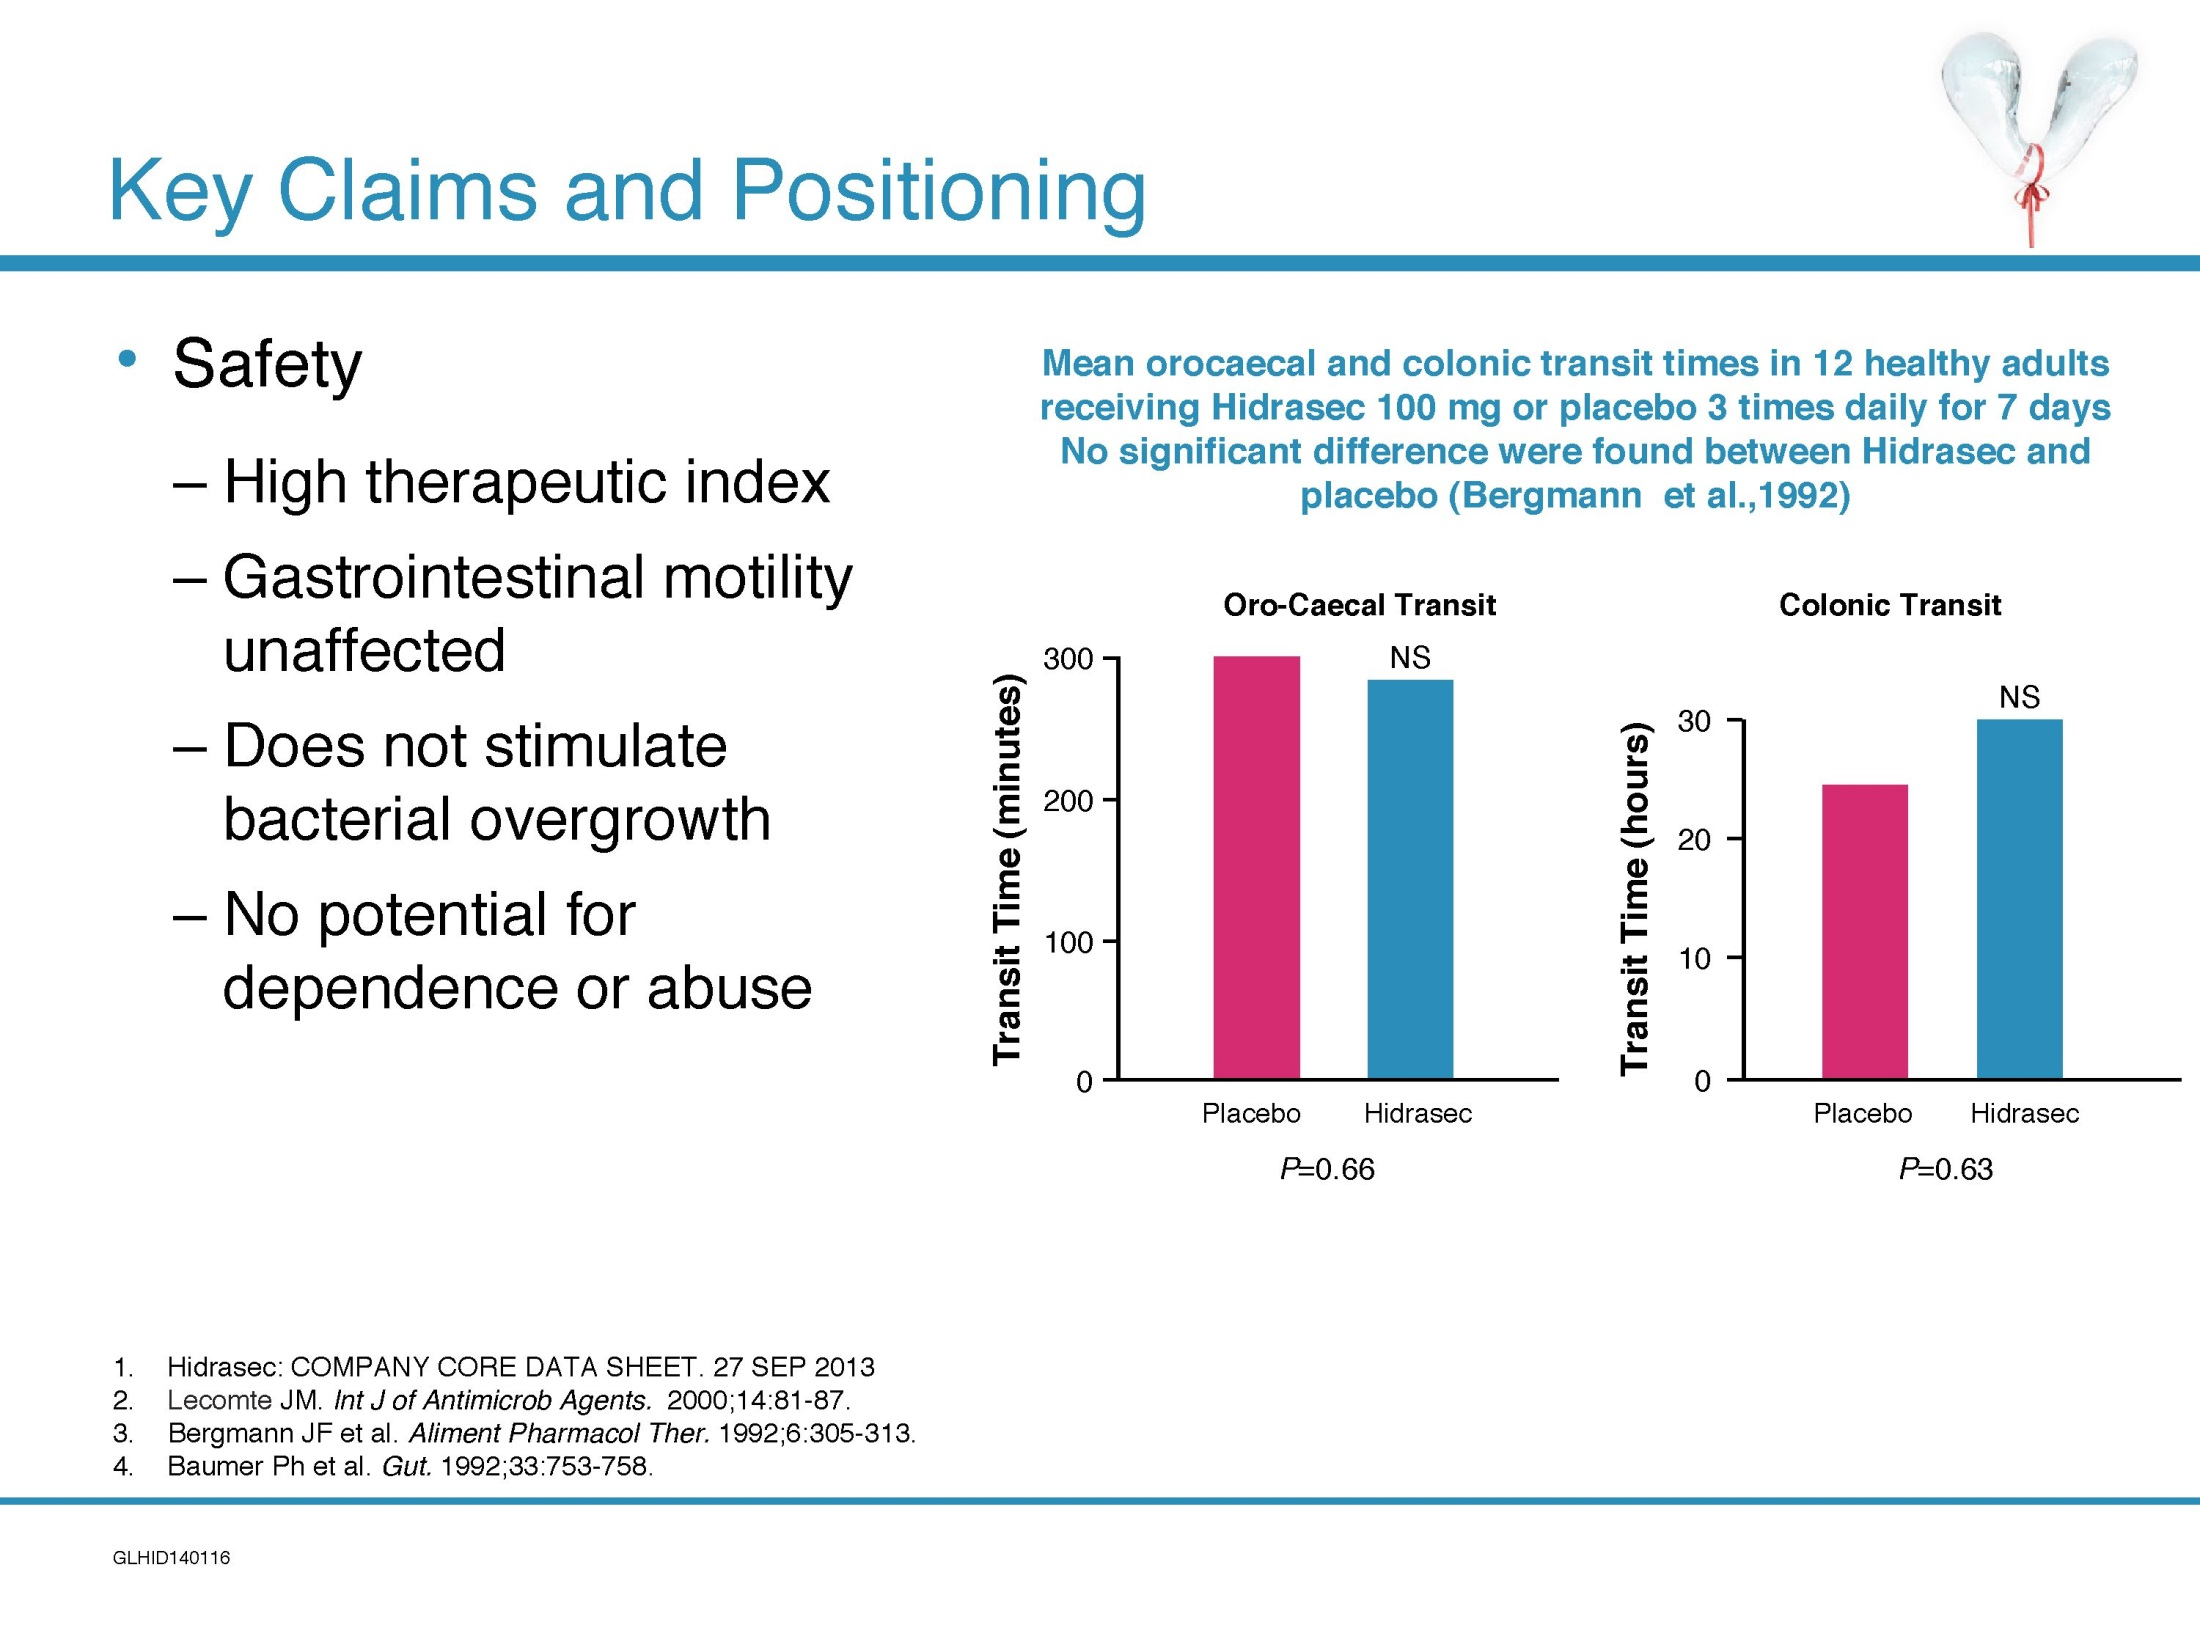 Key Claims and Positioning
• Safety
– High therapeutic index
– Gastrointestinal motility
unaffected
– Does not stimulate
bacterial overgrowth
– No potential for
dependence or abuse
Mean orocaecal and colonic transit times in 12 healthy adults
receiving Hidrasec 100 mg or placebo 3 times daily for 7 days
No significant difference were found between Hidrasec and
placebo (Bergmann  et al.,1992)
Oro-Caecal Transit
Transit Time (minutes)
300
200
100
0
NS
Placebo Hidrasec
P=0.66
Colonic Transit
Transit Time (hours)
30
20
10
0
NS
Placebo Hidrasec
P=0.63
1. Hidrasec: COMPANY CORE DATA SHEET. 27 SEP 2013
2. Lecomte JM. Int J of Antimicrob Agents.  2000;14:81-87.
3. Bergmann JF et al. Aliment Pharmacol Ther. 1992;6:305-313.
4. Baumer Ph et al. Gut. 1992;33:753-758.
GLHID140116